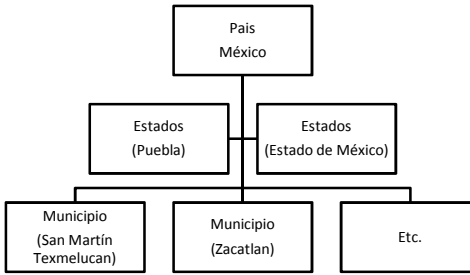 Pais
México
Estados
(Puebla)
Estados
(Estado de México)
Municipio
(San Martín
Texmelucan)
Municipio
(Zacatlan)
Etc.